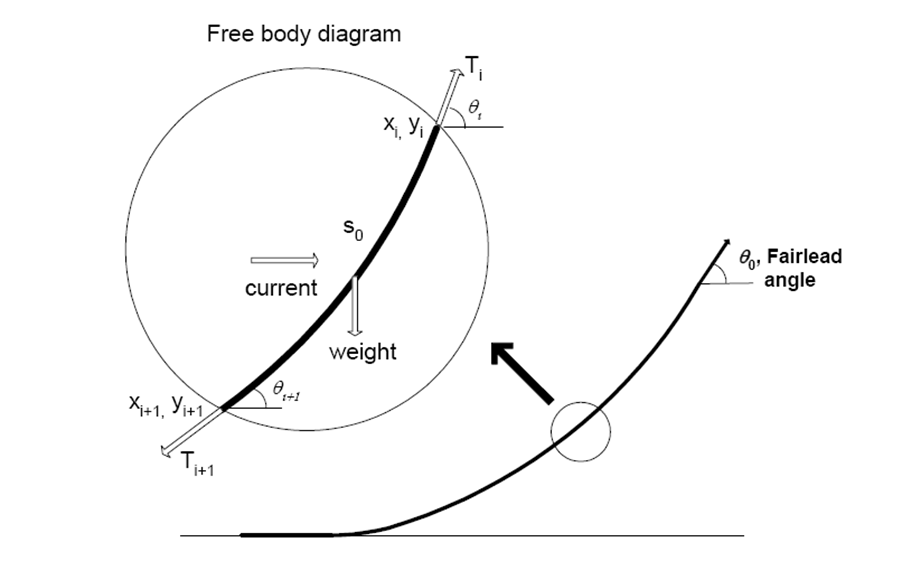 Free body diagram
Tᵢ
θₜ
xᵢ, yᵢ
s₀
current
weight
θₜ₊₁
xᵢ₊₁, yᵢ₊₁
Tᵢ₊₁
θ₀, Fairlead
angle